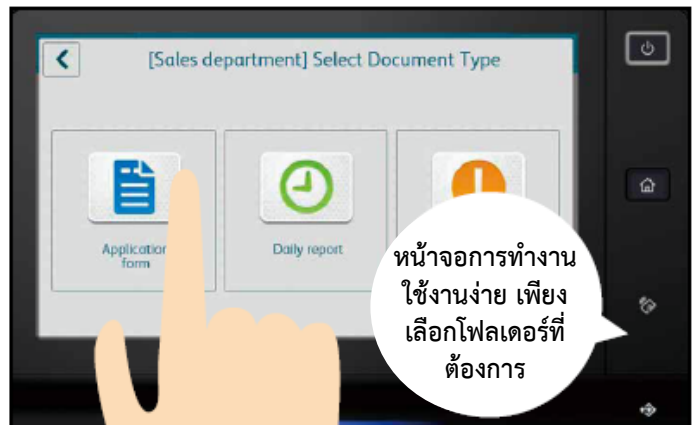 [Sales department] Select Document Type
Application
form
Daily report
หน้าจอการทำงาน
ใช้งานง่าย เพียง
เลือกโฟลเดอร์ที่
ต้องการ